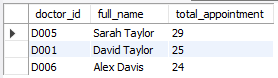 doctor_id full_name total_appointment
D005 Sarah Taylor 29
D001 David Taylor 25
D006 Alex Davis 24